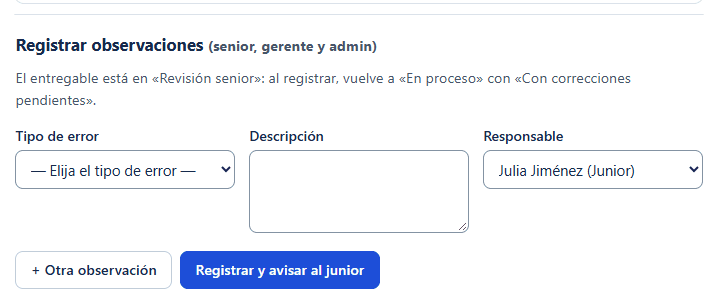 Registrar observaciones (senior, gerente y admin)
El entregable está en «Revisión senior»: al registrar, vuelve a «En proceso» con «Con correcciones
pendientes».
Tipo de error
Descripción
Responsable
— Elija el tipo de error —
Julia Jiménez (Junior)
+ Otra observación
Registrar y avisar al junior